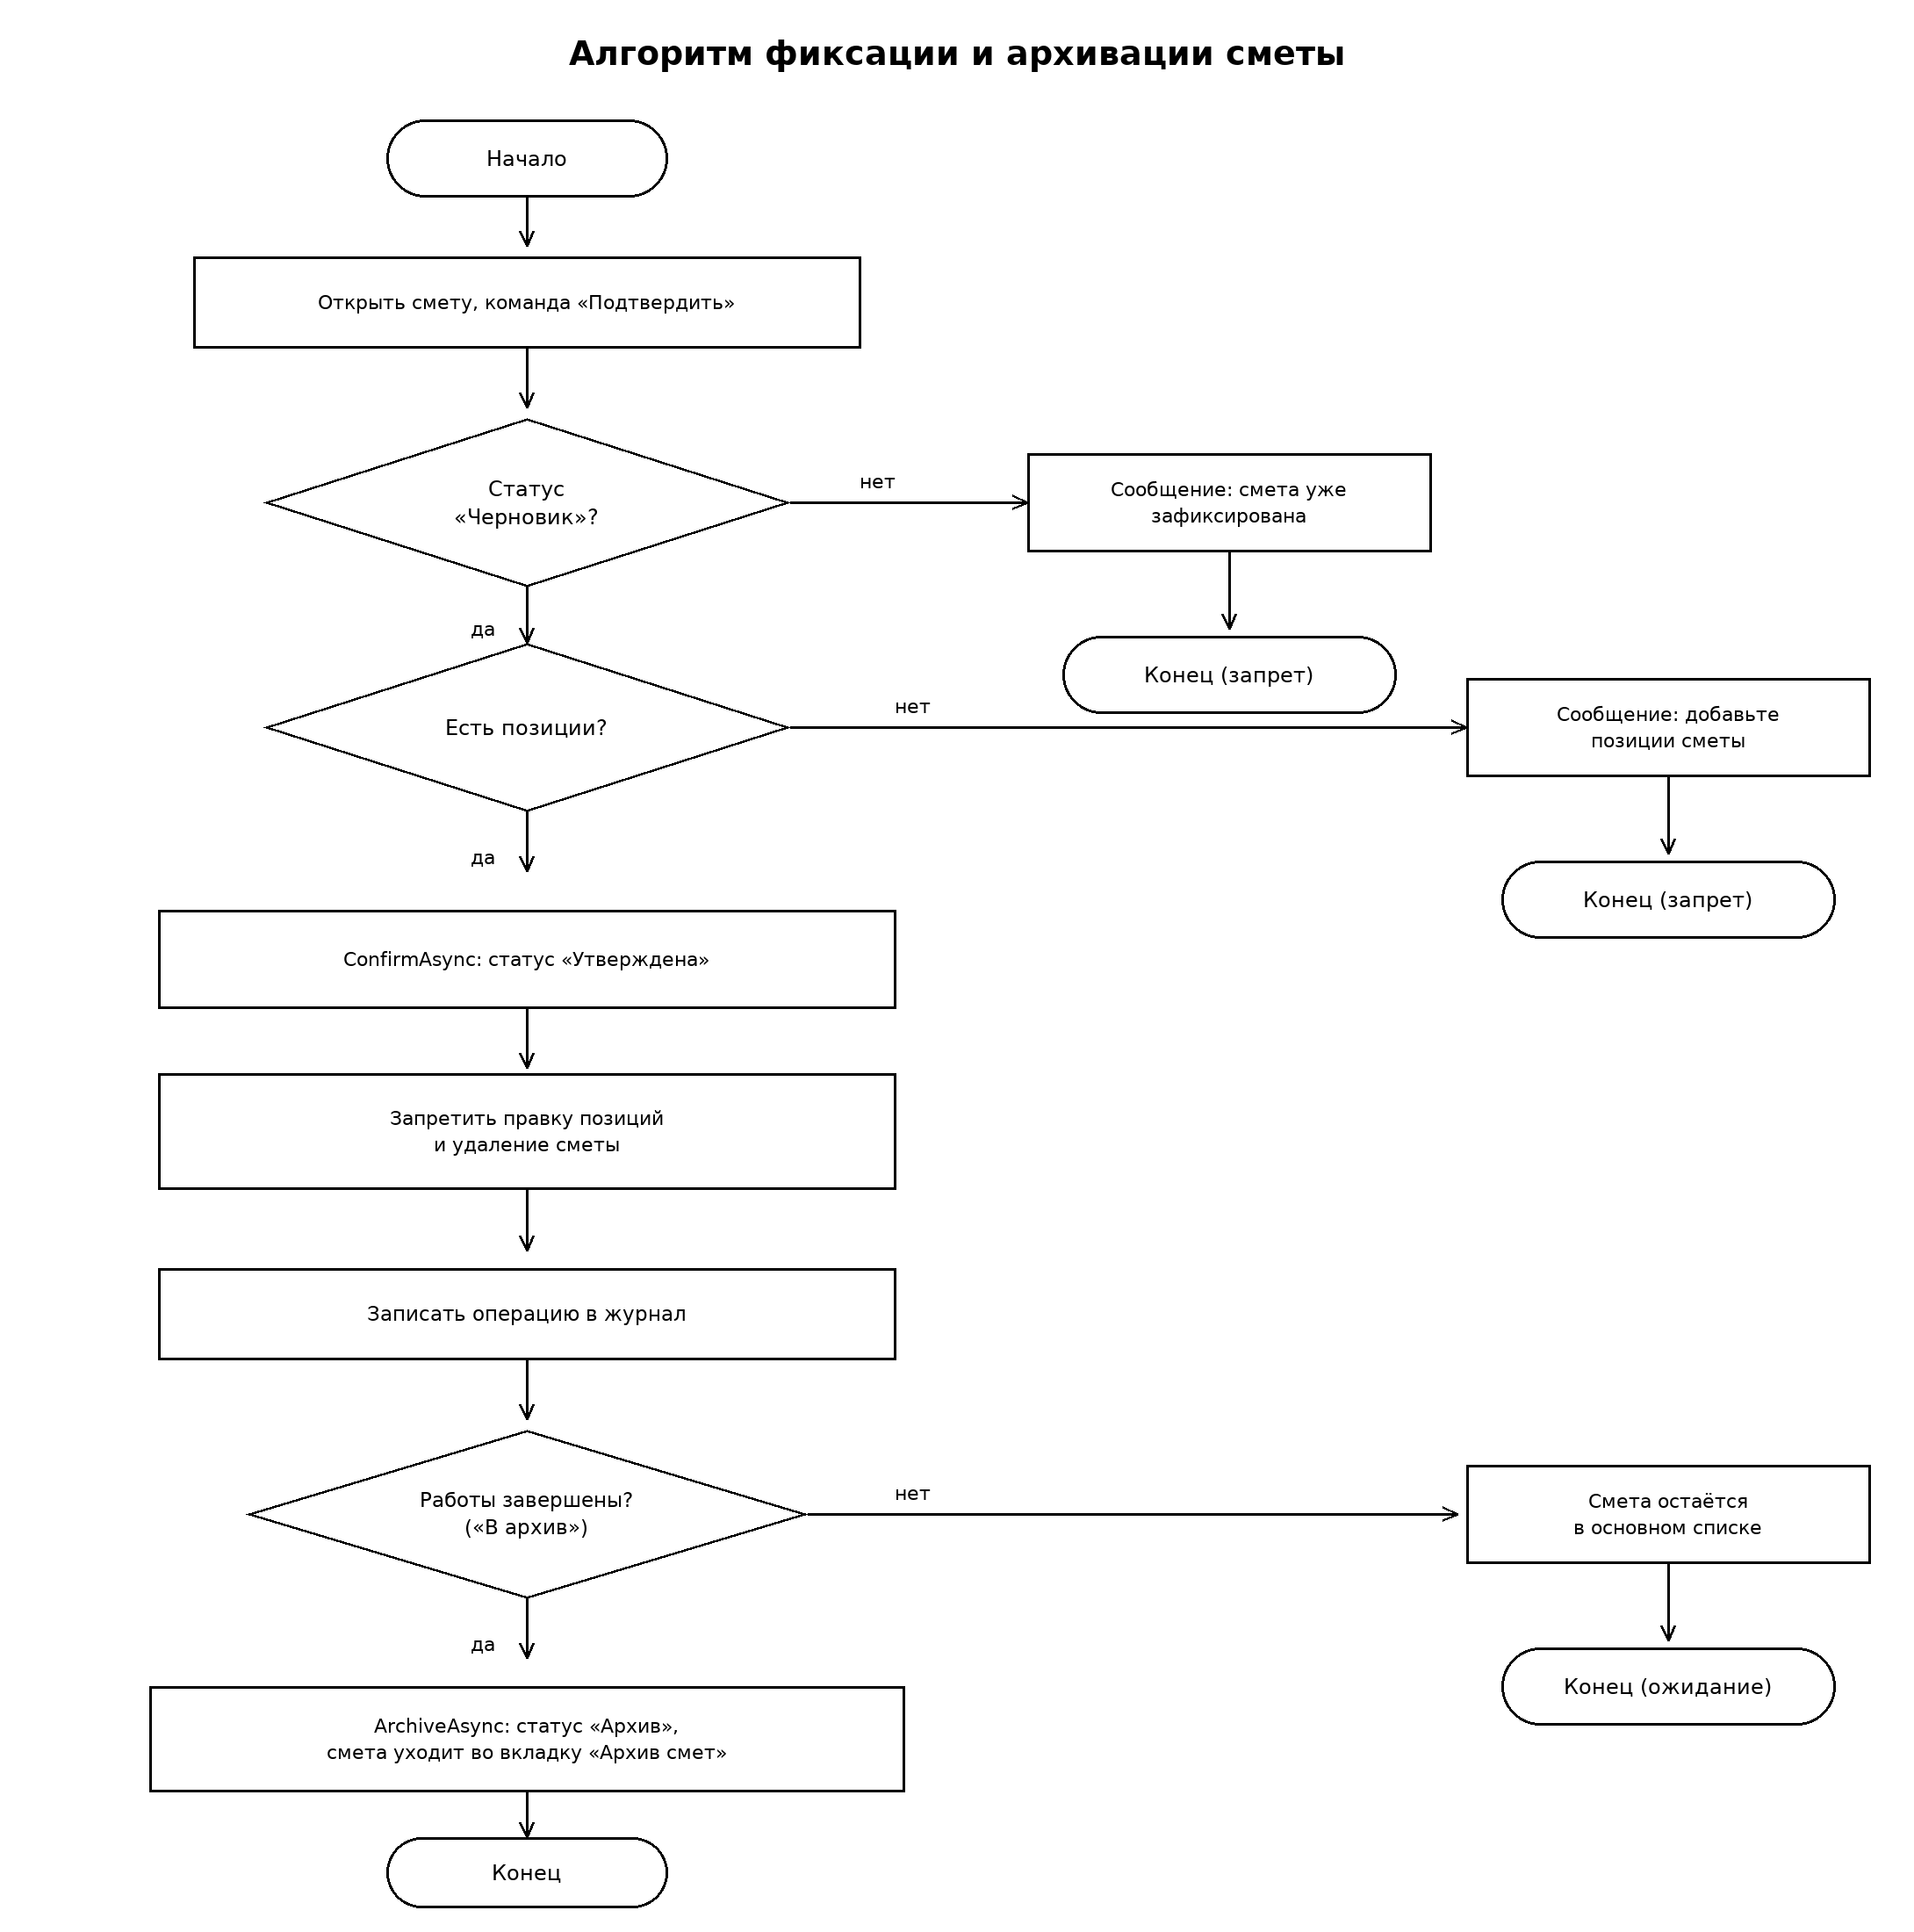 Алгоритм фиксации и архивации сметы
Начало
Открыть смету, команда «Подтвердить»
Статус
«Черновик»?
нет
Сообщение: смета уже
зафиксирована
Конец (запрет)
да
Есть позиции?
нет
Сообщение: добавьте
позиции сметы
Конец (запрет)
да
ConfirmAsync: статус «Утверждена»
Запретить правку позиций
и удаление сметы
Записать операцию в журнал
Работы завершены?
(«В архив»)
нет
Смета остаётся
в основном списке
Конец (ожидание)
да
ArchiveAsync: статус «Архив»,
смета уходит во вкладку «Архив смет»
Конец